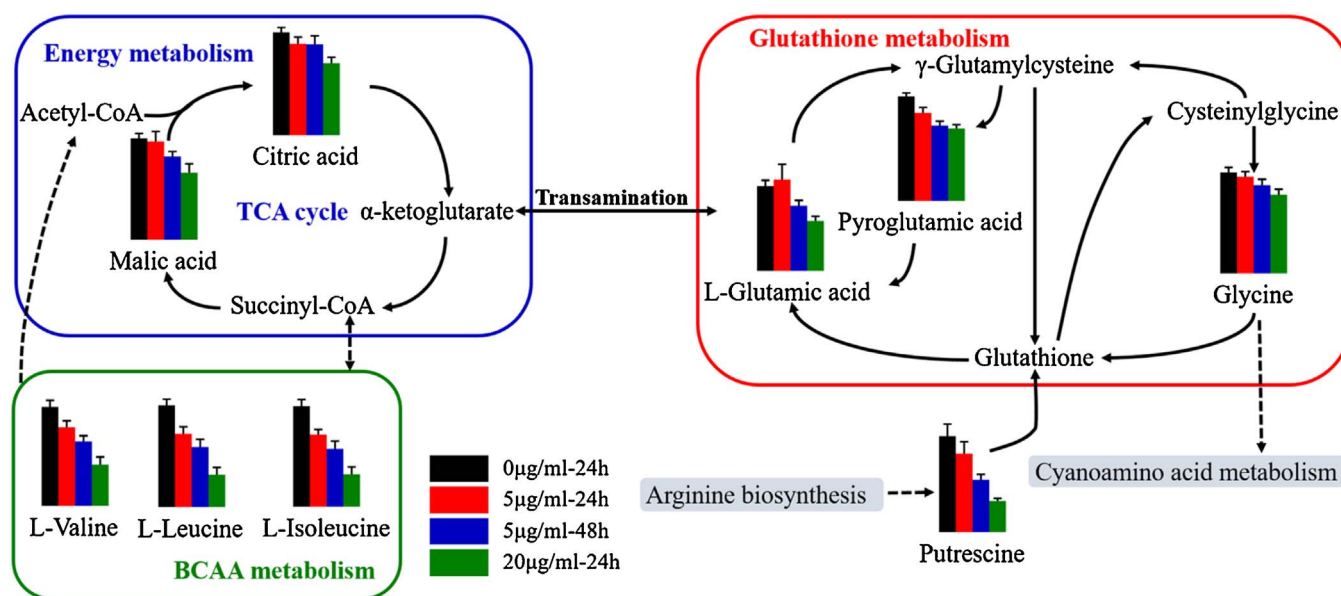 Energy metabolism
Acetyl-CoA
Citric acid
TCA cycle
α-ketoglutarate
Malic acid
Succinyl-CoA
Transamination
Glutathione metabolism
γ-Glutamylcysteine
Cysteinylglycine
Pyroglutamic acid
L-Glutamic acid
Glycine
Glutathione
L-Valine
L-Leucine
L-Isoleucine
BCAA metabolism
0μg/ml-24h
5μg/ml-24h
5μg/ml-48h
20μg/ml-24h
Arginine biosynthesis
Putrescine
Cyanoamino acid metabolism